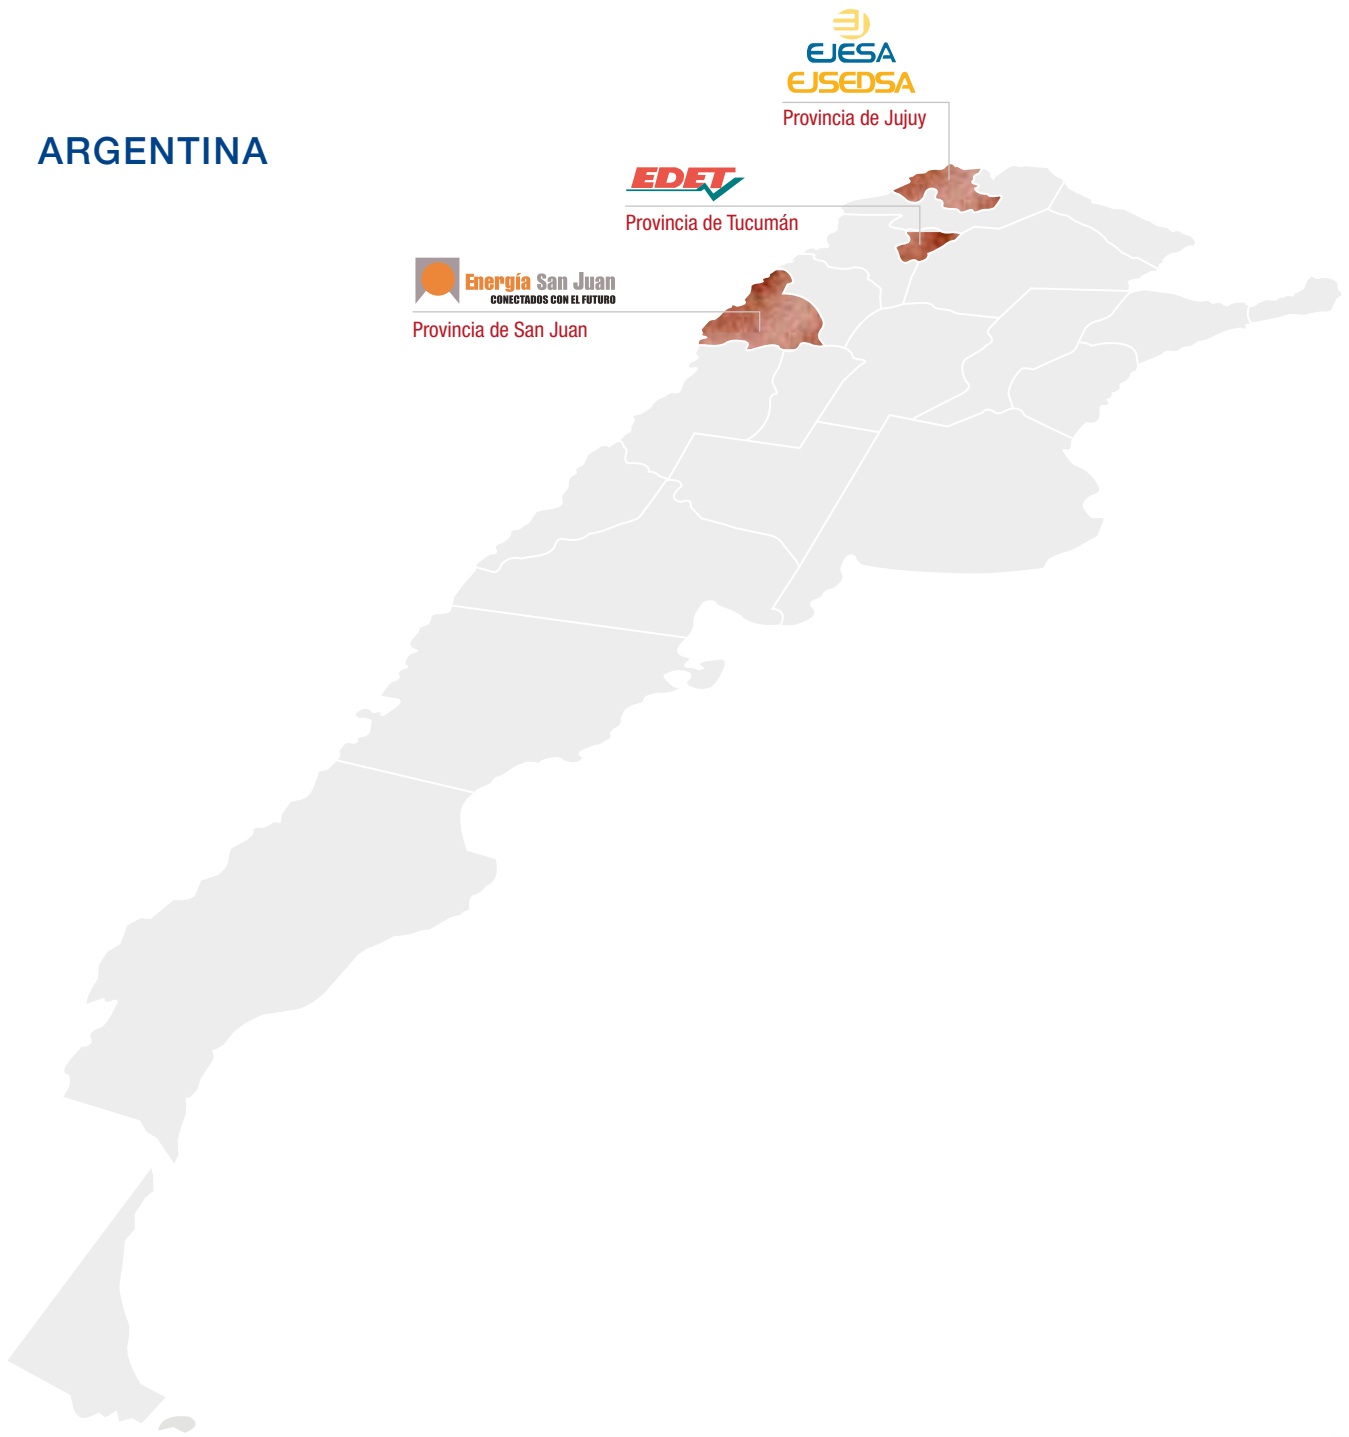 EJESA
EJSEDSA
Provincia de Jujuy
ARGENTINA
EDET
Provincia de Tucumán
Energía San Juan
CONECTADOS CON EL FUTURO
Provincia de San Juan